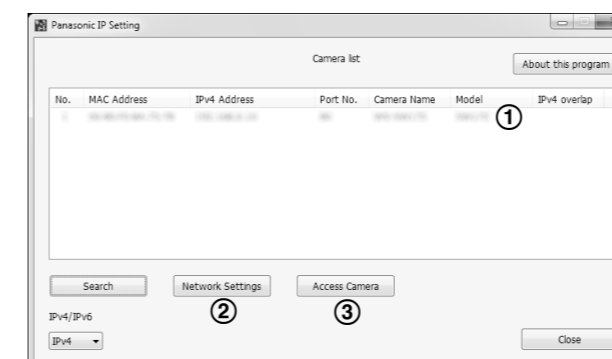 Panasonic IP Setting
Camera list
About this program
No. MAC Address IPv4 Address Port No. Camera Name Model IPv4 overlap
①
Search Network Settings Access Camera
② ③
IPv4/IPv6
IPv4 Close